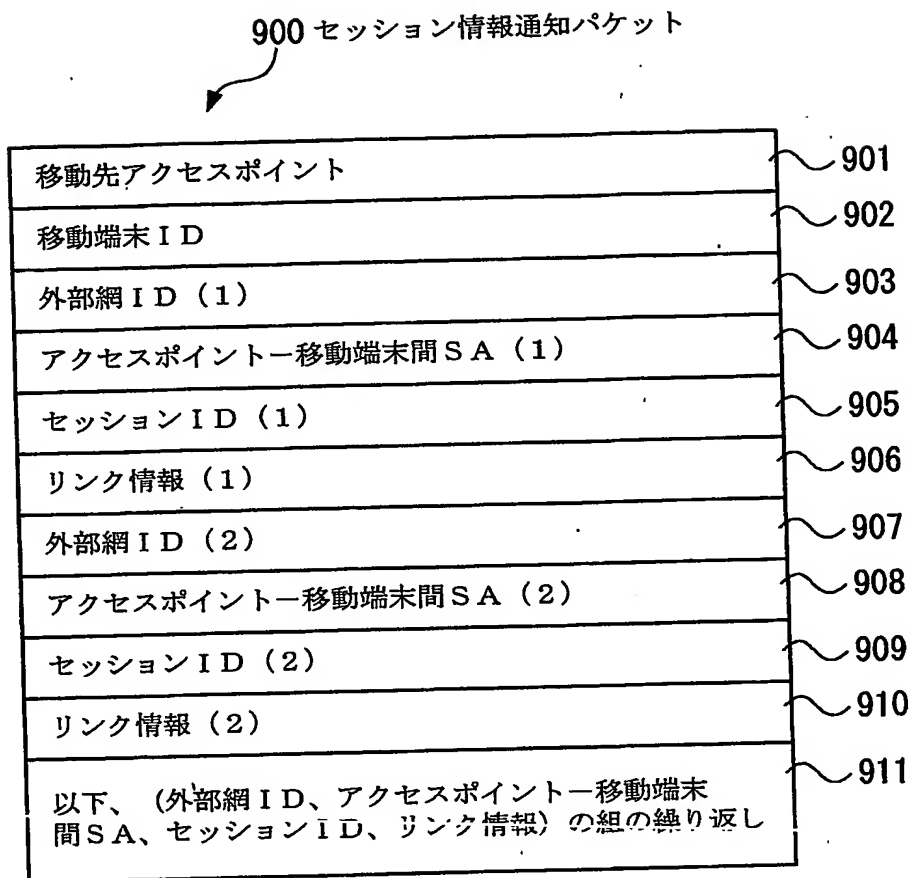 900 セッション情報通知パケット
移動先アクセスポイント 901
移動端末ID 902
外部網ID（1） 903
アクセスポイントー移動端末間SA（1） 904
セッションID（1） 905
リンク情報（1） 906
外部網ID（2） 907
アクセスポイントー移動端末間SA（2） 908
セッションID（2） 909
リンク情報（2） 910
以下、（外部網ID、アクセスポイントー移動端末 911
間SA、セッションID、リンク情報）の組の繰り返し